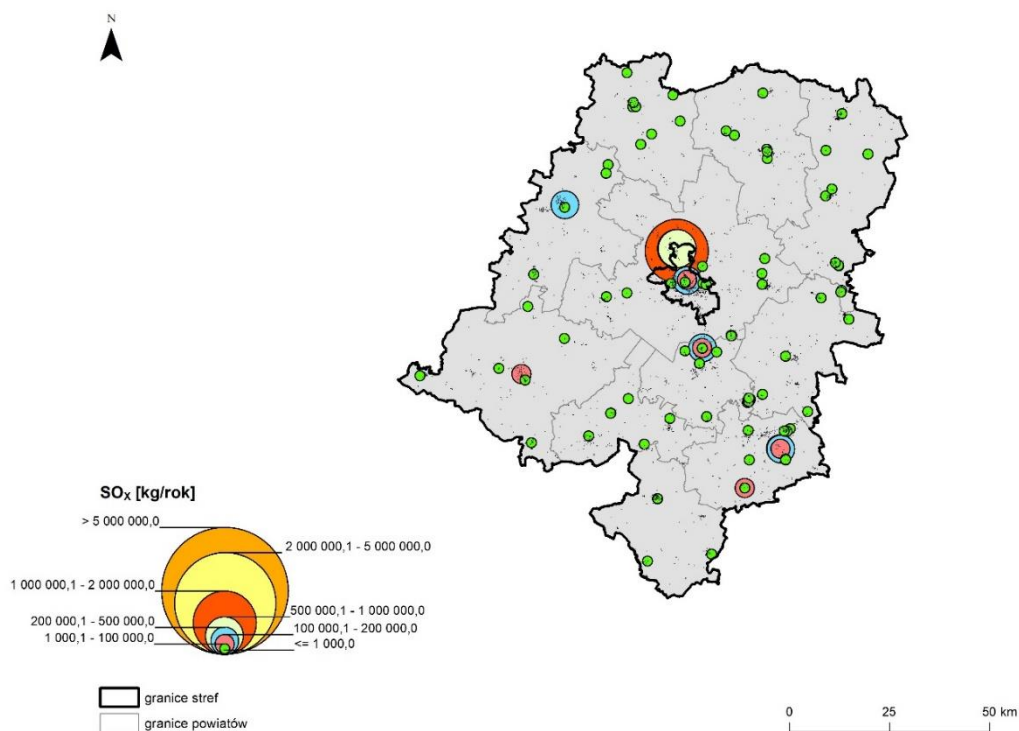 N
SOX [kg/rok]
> 5 000 000,0
2 000 000,1 - 5 000 000,0
1 000 000,1 - 2 000 000,0
500 000,1 - 1 000 000,0
200 000,1 - 500 000,0
100 000,1 - 200 000,0
1 000,1 - 100 000,0
<= 1 000,0
granice stref
granice powiatów
0 25 50 km